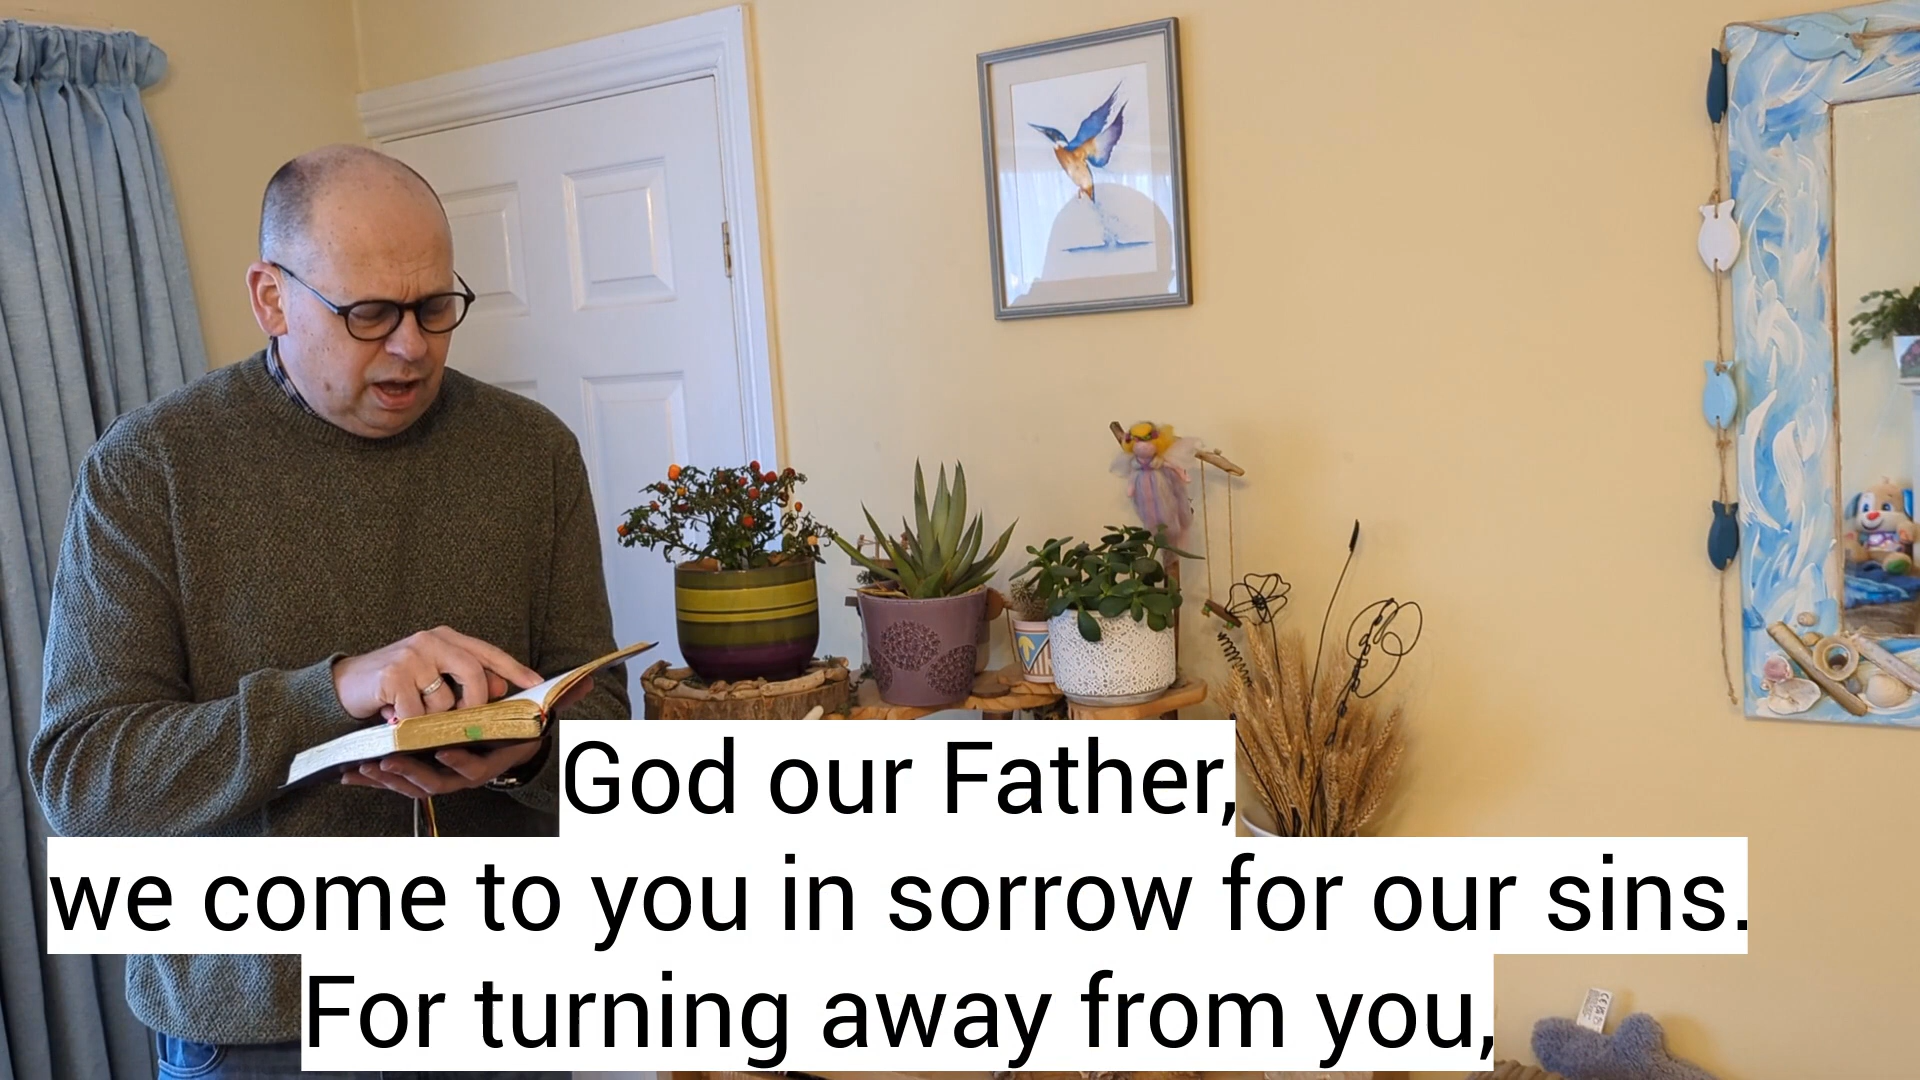 God our Father,
we come to you in sorrow for our sins.
For turning away from you,